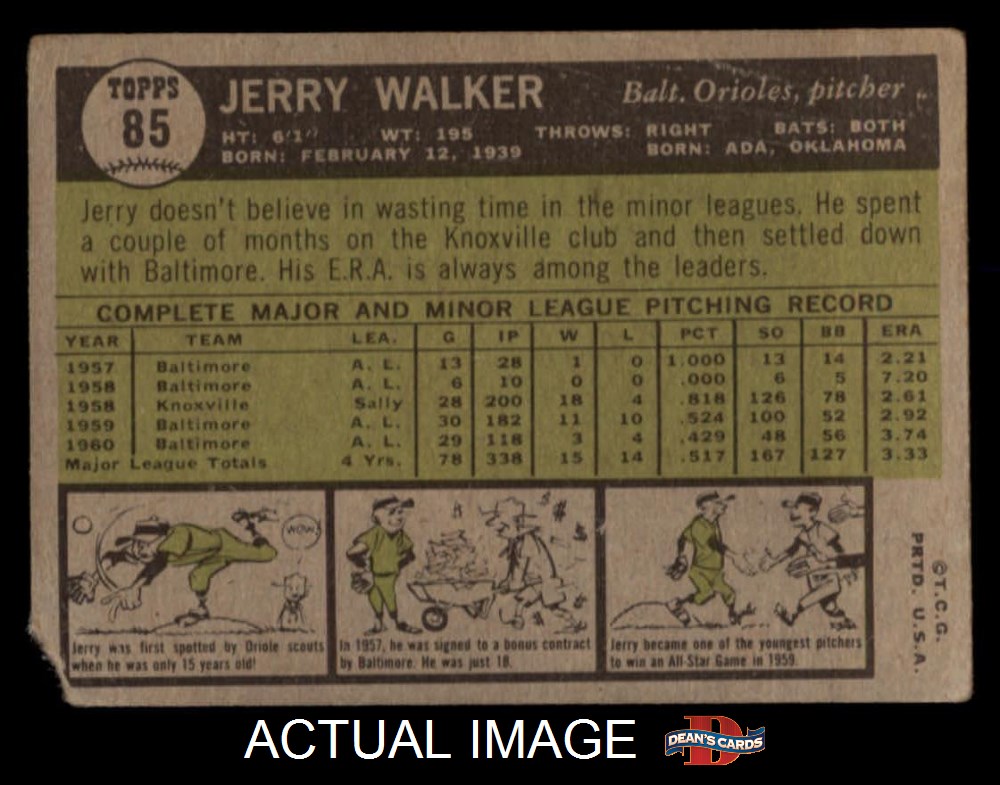 TOPPS
85
JERRY WALKER
Balt. Orioles, pitcher
HT: 6'1" WT: 195 THROWS: RIGHT BATS: BOTH
BORN: FEBRUARY 12, 1939 BORN: ADA, OKLAHOMA
Jerry doesn't believe in wasting time in the minor leagues. He spent
a couple of months on the Knoxville club and then settled down
with Baltimore. His E.R.A. is always among the leaders.
COMPLETE MAJOR AND MINOR LEAGUE PITCHING RECORD
YEAR TEAM LEA. G IP W L PCT SO BB ERA
1957 Baltimore A. L. 13 28 1 0 1.000 13 14 2.21
1958 Baltimore A. L. 6 10 0 0 .000 6 5 7.20
1958 Knoxville Sally 28 200 18 4 .818 126 78 2.61
1959 Baltimore A. L. 30 182 11 10 .524 100 52 2.92
1960 Baltimore A. L. 29 118 3 4 .429 48 56 3.74
Major League Totals 4 Yrs. 78 338 15 14 .517 167 127 3.33
WOW
Jerry was first spotted by Oriole scouts
when he was only 15 years old!
$ $ $ $
In 1957, he was signed to a bonus contract
by Baltimore. He was just 18.
Jerry became one of the youngest pitchers
to win an All-Star Game in 1959.
©T.C.G.
PRTD. U.S.A.
ACTUAL IMAGE
D
DEAN'S CARDS